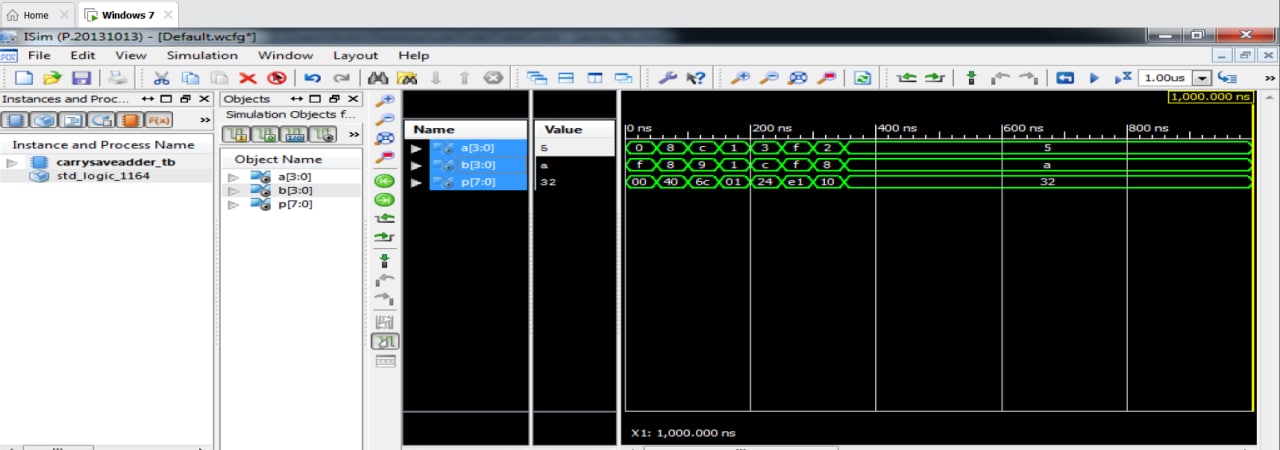 Home Windows 7
ISim (P.20131013) - [Default.wcfg*]
File Edit View Simulation Window Layout Help
1.00us
Instances and Proc...
Instance and Process Name
carrysaveadder_tb
std_logic_1164
Objects
Simulation Objects f...
Object Name
a[3:0]
b[3:0]
p[7:0]
1,000.000 ns
Name Value 0 ns 200 ns 400 ns 600 ns 800 ns
a[3:0] 5 0 8 c 1 3 f 2 5
b[3:0] a f 8 9 1 c f 8 a
p[7:0] 32 00 40 6c 01 24 e1 10 32
X1: 1,000.000 ns